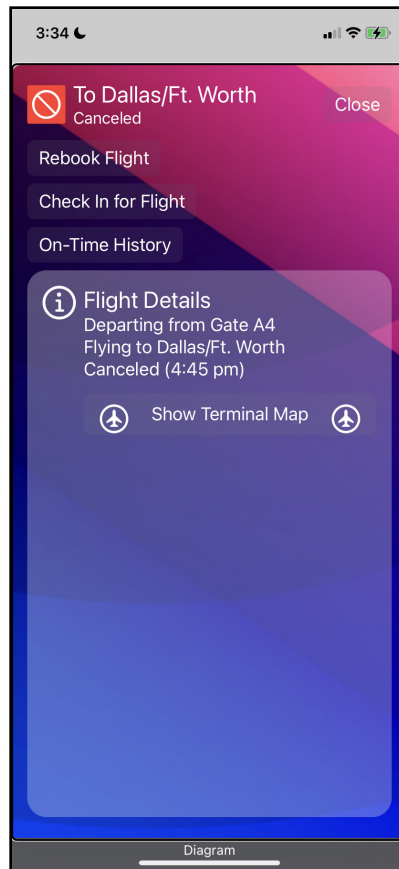 3:34
To Dallas/Ft. Worth
Canceled
Close
Rebook Flight
Check In for Flight
On-Time History
Flight Details
Departing from Gate A4
Flying to Dallas/Ft. Worth
Canceled (4:45 pm)
Show Terminal Map
Diagram